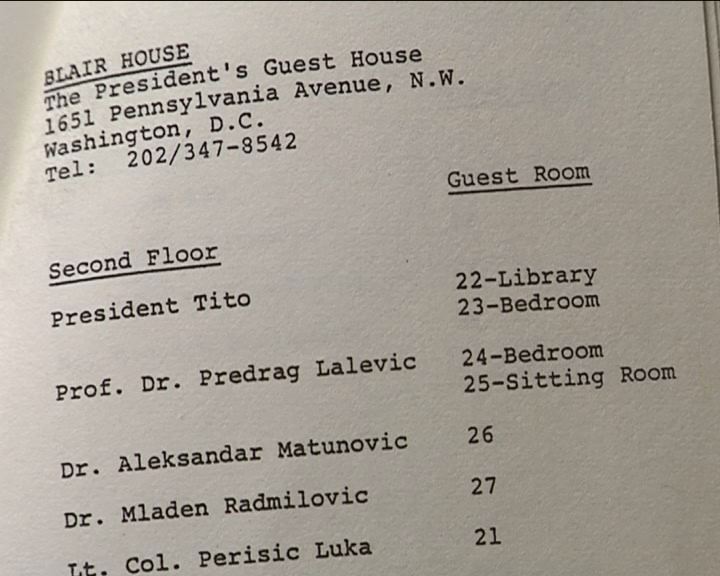 BLAIR HOUSE
The President's Guest House
1651 Pennsylvania Avenue, N.W.
Washington, D.C.
Tel: 202/347-8542
Guest Room
Second Floor
President Tito 22-Library
23-Bedroom
Prof. Dr. Predrag Lalevic 24-Bedroom
25-Sitting Room
Dr. Aleksandar Matunovic 26
Dr. Mladen Radmilovic 27
Lt. Col. Perisic Luka 21